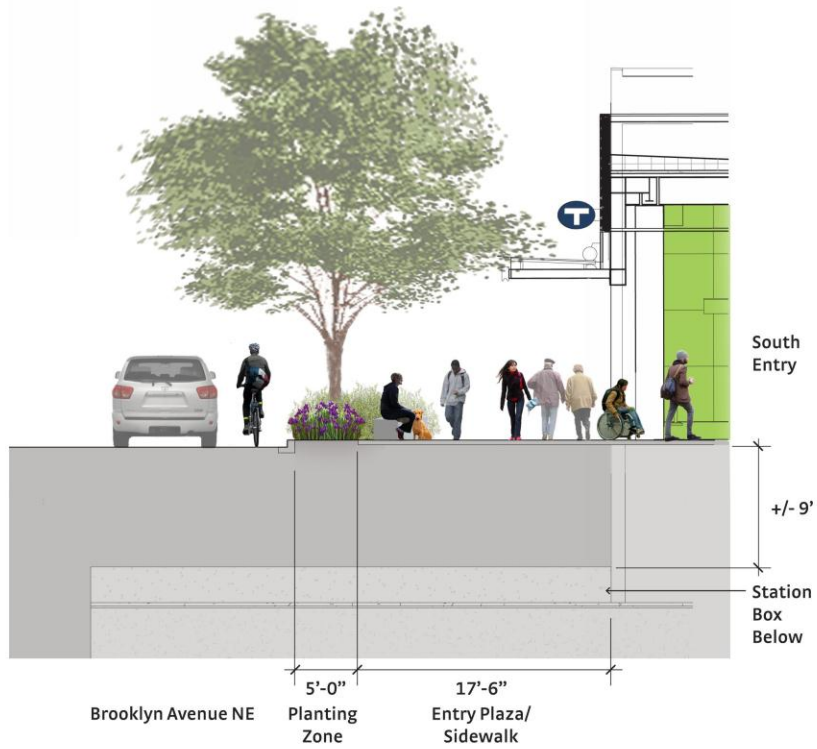 T
South
Entry
+/- 9’
Station
Box
Below
5’-0”
17’-6”
Brooklyn Avenue NE
Planting
Zone
Entry Plaza/
Sidewalk